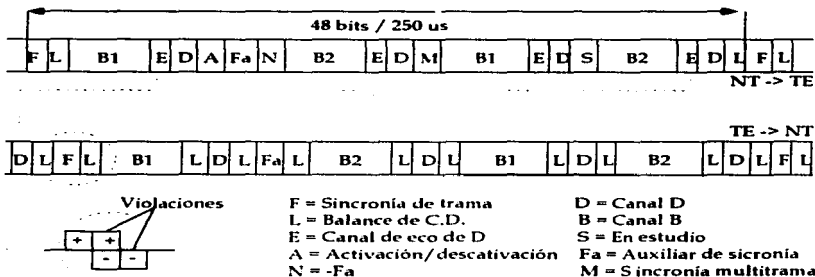 48 bits / 250 us
F L B1 E D A Fa N B2 E D M B1 E D S B2 E D L F L
NT -> TE
TE -> NT
D L F L B1 L D L Fa L B2 L D L B1 L D L B2 L D L F L
Violaciones
+ +
- -
F = Sincronía de trama
L = Balance de C.D.
E = Canal de eco de D
A = Activación/descativación
N = -Fa
D = Canal D
B = Canal B
S = En estudio
Fa = Auxiliar de sicronía
M = S incronía multitrama